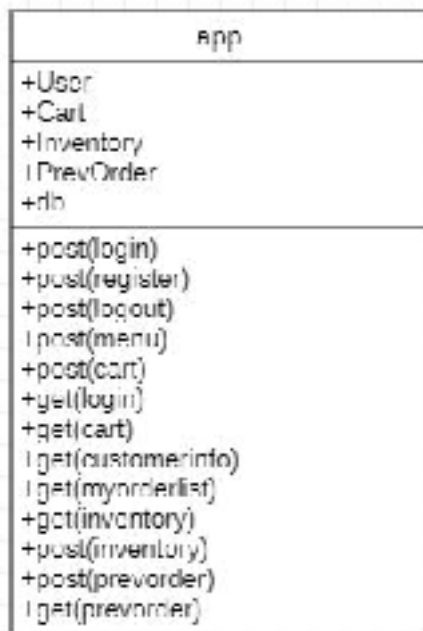 app
+User
+Cart
+Inventory
+PrevOrder
+db
+post(login)
+post(register)
+post(logout)
+post(menu)
+post(cart)
+get(login)
+get(cart)
+get(customerinfo)
+get(myorderlist)
+get(inventory)
+post(inventory)
+post(prevorder)
+get(prevorder)